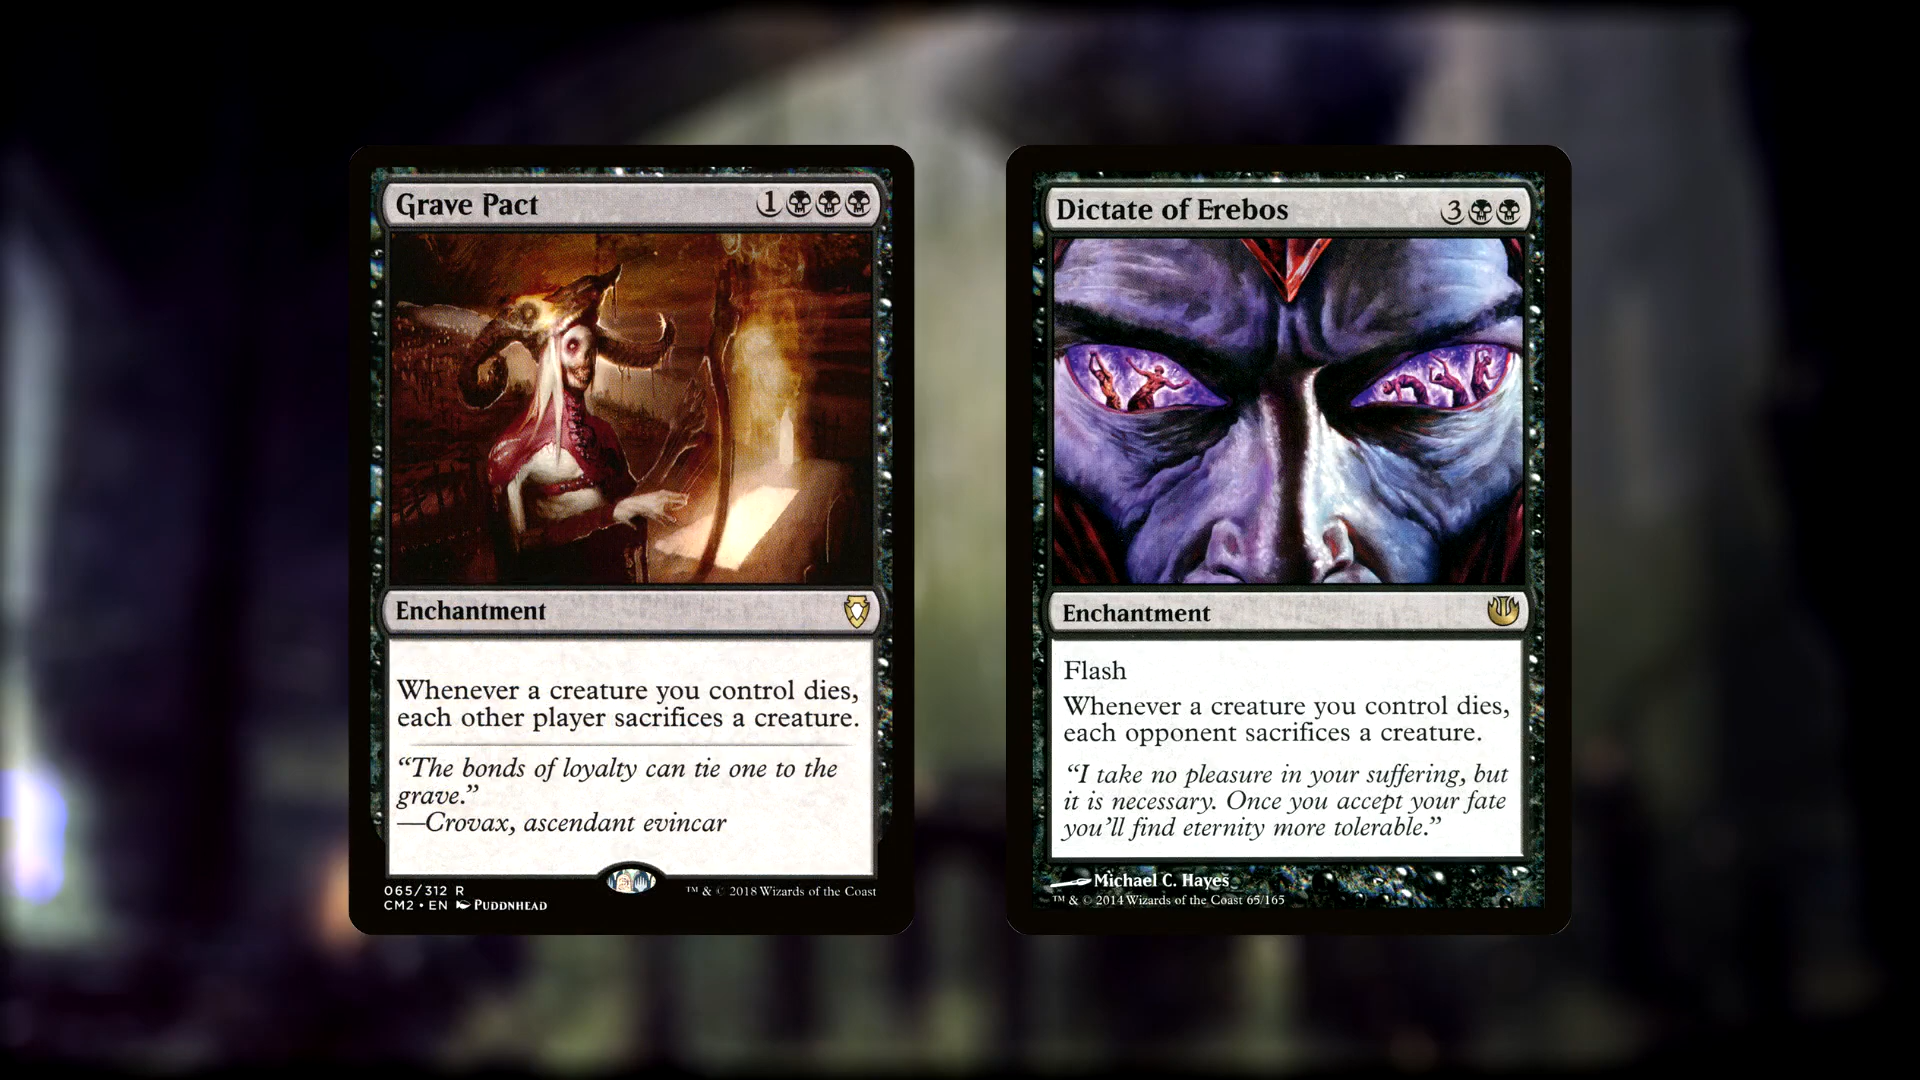 Grave Pact 1
Enchantment
Whenever a creature you control dies,
each other player sacrifices a creature.
“The bonds of loyalty can tie one to the
grave.”
—Crovax, ascendant evincar
065/312 R
CM2 • EN PUDDNHEAD
™ & © 2018 Wizards of the Coast
Dictate of Erebos 3
Enchantment
Flash
Whenever a creature you control dies,
each opponent sacrifices a creature.
“I take no pleasure in your suffering, but
it is necessary. Once you accept your fate
you’ll find eternity more tolerable.”
Michael C. Hayes
™ & © 2014 Wizards of the Coast 65/165